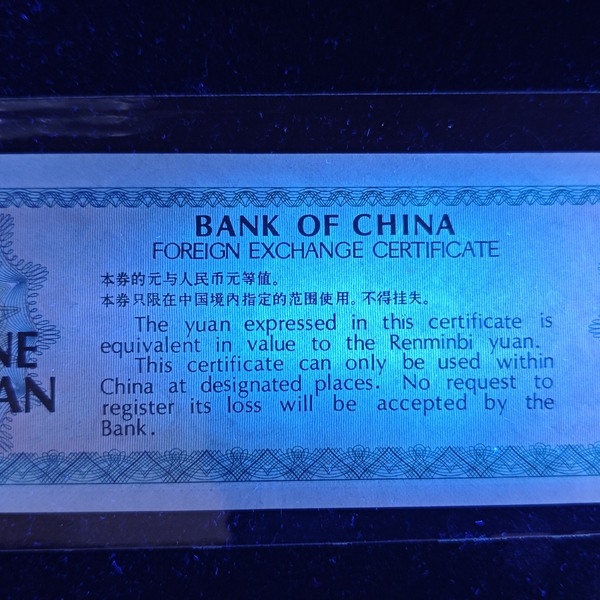 BANK OF CHINA
FOREIGN EXCHANGE CERTIFICATE
本券的元与人民币元等值。
本券只限在中国境内指定的范围使用。不得挂失。
The yuan expressed in this certificate is
equivalent in value to the Renminbi yuan.
This certificate can only be used within
China at designated places. No request to
register its loss will be accepted by the
Bank.
NE
AN